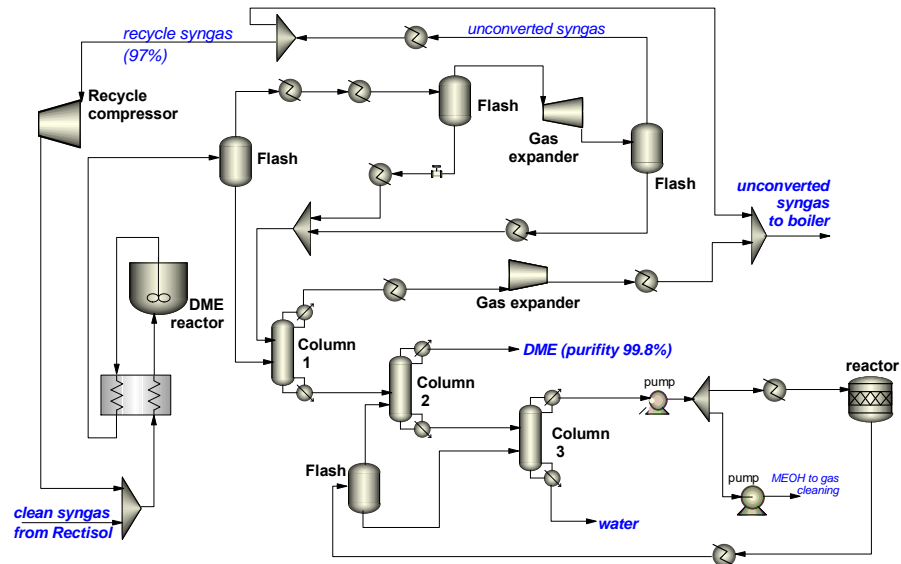 recycle syngas
(97%)
unconverted syngas
Recycle
compressor
Flash
Flash
Gas
expander
Flash
unconverted
syngas
to boiler
DME
reactor
Gas expander
Column
1
DME (purifity 99.8%)
Column
2
reactor
pump
Column
3
Flash
pump
MEOH to gas
cleaning
clean syngas
from Rectisol
water